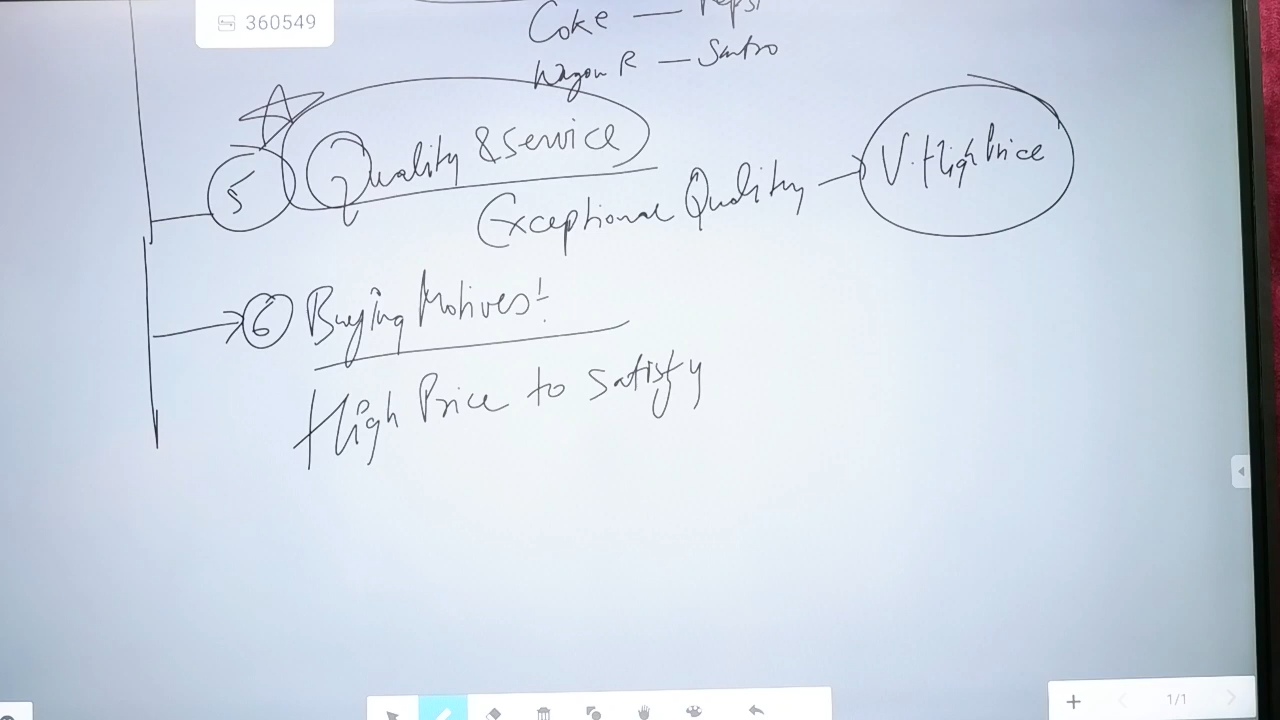 360549
Coke — Pepsi
Wagon R — Santro
5 Quality & Service
Exceptional Quality → V. High Price
→ 6 Buying Motives:
High Price to Satisfy
1/1